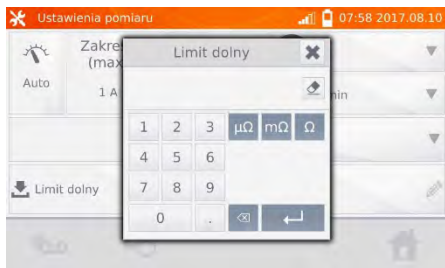 Ustawienia pomiaru
07:58 2017.08.10
Zakre
(max
Auto
1 A
Limit dolny
min
1 2 3 μΩ mΩ Ω
4 5 6
7 8 9
0 .
Limit dolny